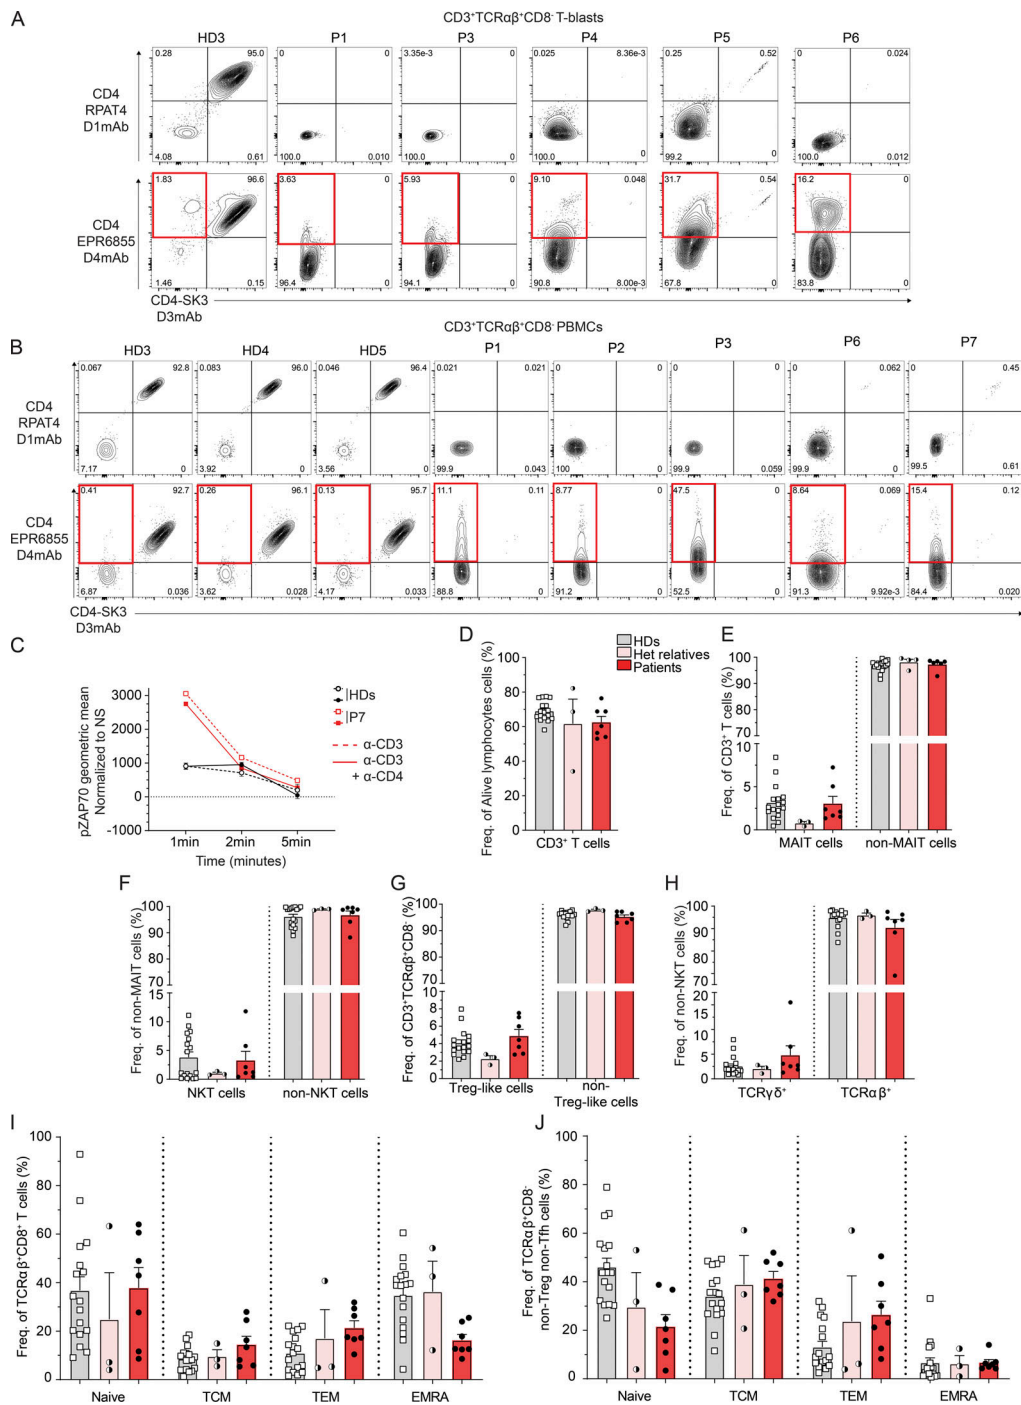 A
CD3⁺TCRαβ⁺CD8⁻ T-blasts
HD3 P1 P3 P4 P5 P6
0.28 95.0 0 0 3.35e-3 0 0.025 8.36e-3 0.25 0.52 0 0.024
CD4
RPAT4
D1mAb
4.08 0.61 100.0 0.010 100.0 0 100.0 0 99.2 0 100.0 0.012
1.83 96.6 3.63 0 5.93 0 9.10 0.048 31.7 0.54 16.2 0
CD4
EPR6855
D4mAb
1.46 0.15 96.4 0 94.1 0 90.8 8.00e-3 67.8 0 83.8 0
CD4-SK3
D3mAb
B
CD3⁺TCRαβ⁺CD8⁻ PBMCs
HD3 HD4 HD5 P1 P2 P3 P6 P7
0.067 92.8 0.083 96.0 0.046 96.4 0.021 0.021 0 0 0 0 0 0.062 0 0.45
CD4
RPAT4
D1mAb
7.17 0 3.92 0 3.56 0 99.9 0.043 100 0 99.9 0.059 99.9 0 99.5 0.61
0.41 92.7 0.26 96.1 0.13 95.7 11.1 0.11 8.77 0 47.5 0 8.64 0.069 15.4 0.12
CD4
EPR6855
D4mAb
6.87 0.036 3.62 0.028 4.17 0.033 88.8 0 91.2 0 52.5 0 91.3 9.92e-3 84.4 0.020
CD4-SK3
D3mAb
C
pZAP70 geometric mean
Normalized to NS
3000
2000
1000
0
-1000
1min 2min 5min
Time (minutes)
HDs
P7
α-CD3
α-CD3
+ α-CD4
D
Freq. of Alive lymphocytes cells (%)
100
80
60
40
20
0
CD3⁺ T cells
HDs
Het relatives
Patients
E
Freq. of CD3⁺ T cells (%)
100
90
80
70
10
5
0
MAIT cells non-MAIT cells
F
Freq. of non-MAIT cells (%)
100
90
80
70
15
10
5
0
NKT cells non-NKT cells
G
Freq. of CD3⁺TCRαβ⁺CD8⁻ (%)
100
90
80
70
10
8
6
4
2
0
Treg-like cells non-
Treg-like cells
H
Freq. of non-NKT cells (%)
100
90
80
70
20
15
10
5
0
TCRγδ⁺ TCRαβ⁺
I
Freq. of TCRαβ⁺CD8⁺ T cells (%)
100
80
60
40
20
0
Naive TCM TEM EMRA
J
Freq. of TCRαβ⁺CD8⁻
non-Treg non-Tfh cells (%)
100
80
60
40
20
0
Naive TCM TEM EMRA